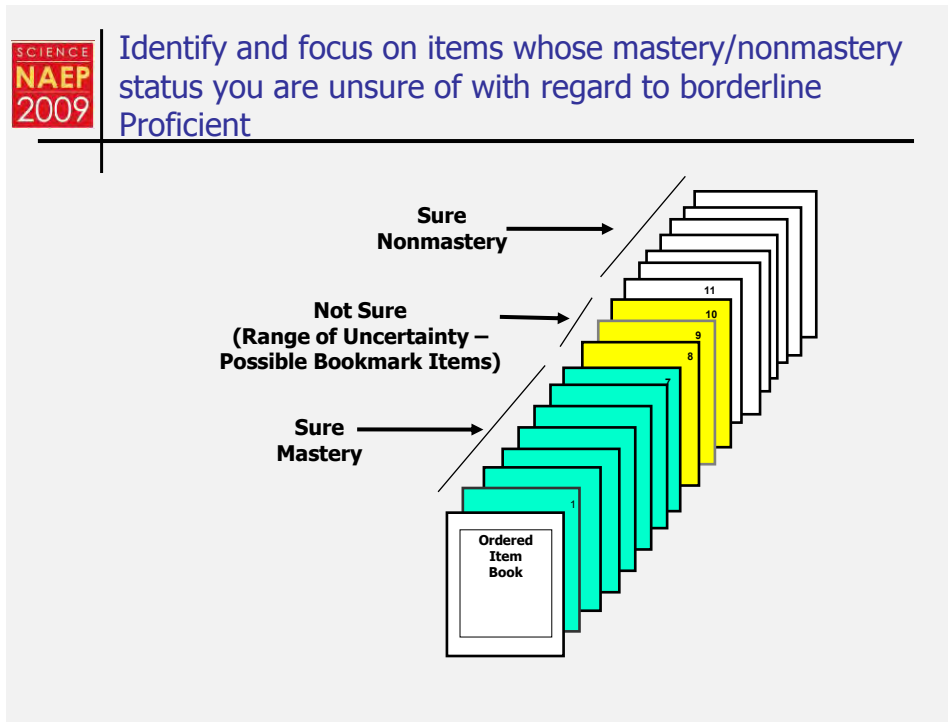 SCIENCE
NAEP
2009
Identify and focus on items whose mastery/nonmastery
status you are unsure of with regard to borderline
Proficient
Sure
Nonmastery
Not Sure
(Range of Uncertainty –
Possible Bookmark Items)
Sure
Mastery
11
10
9
8
7
1
Ordered
Item
Book